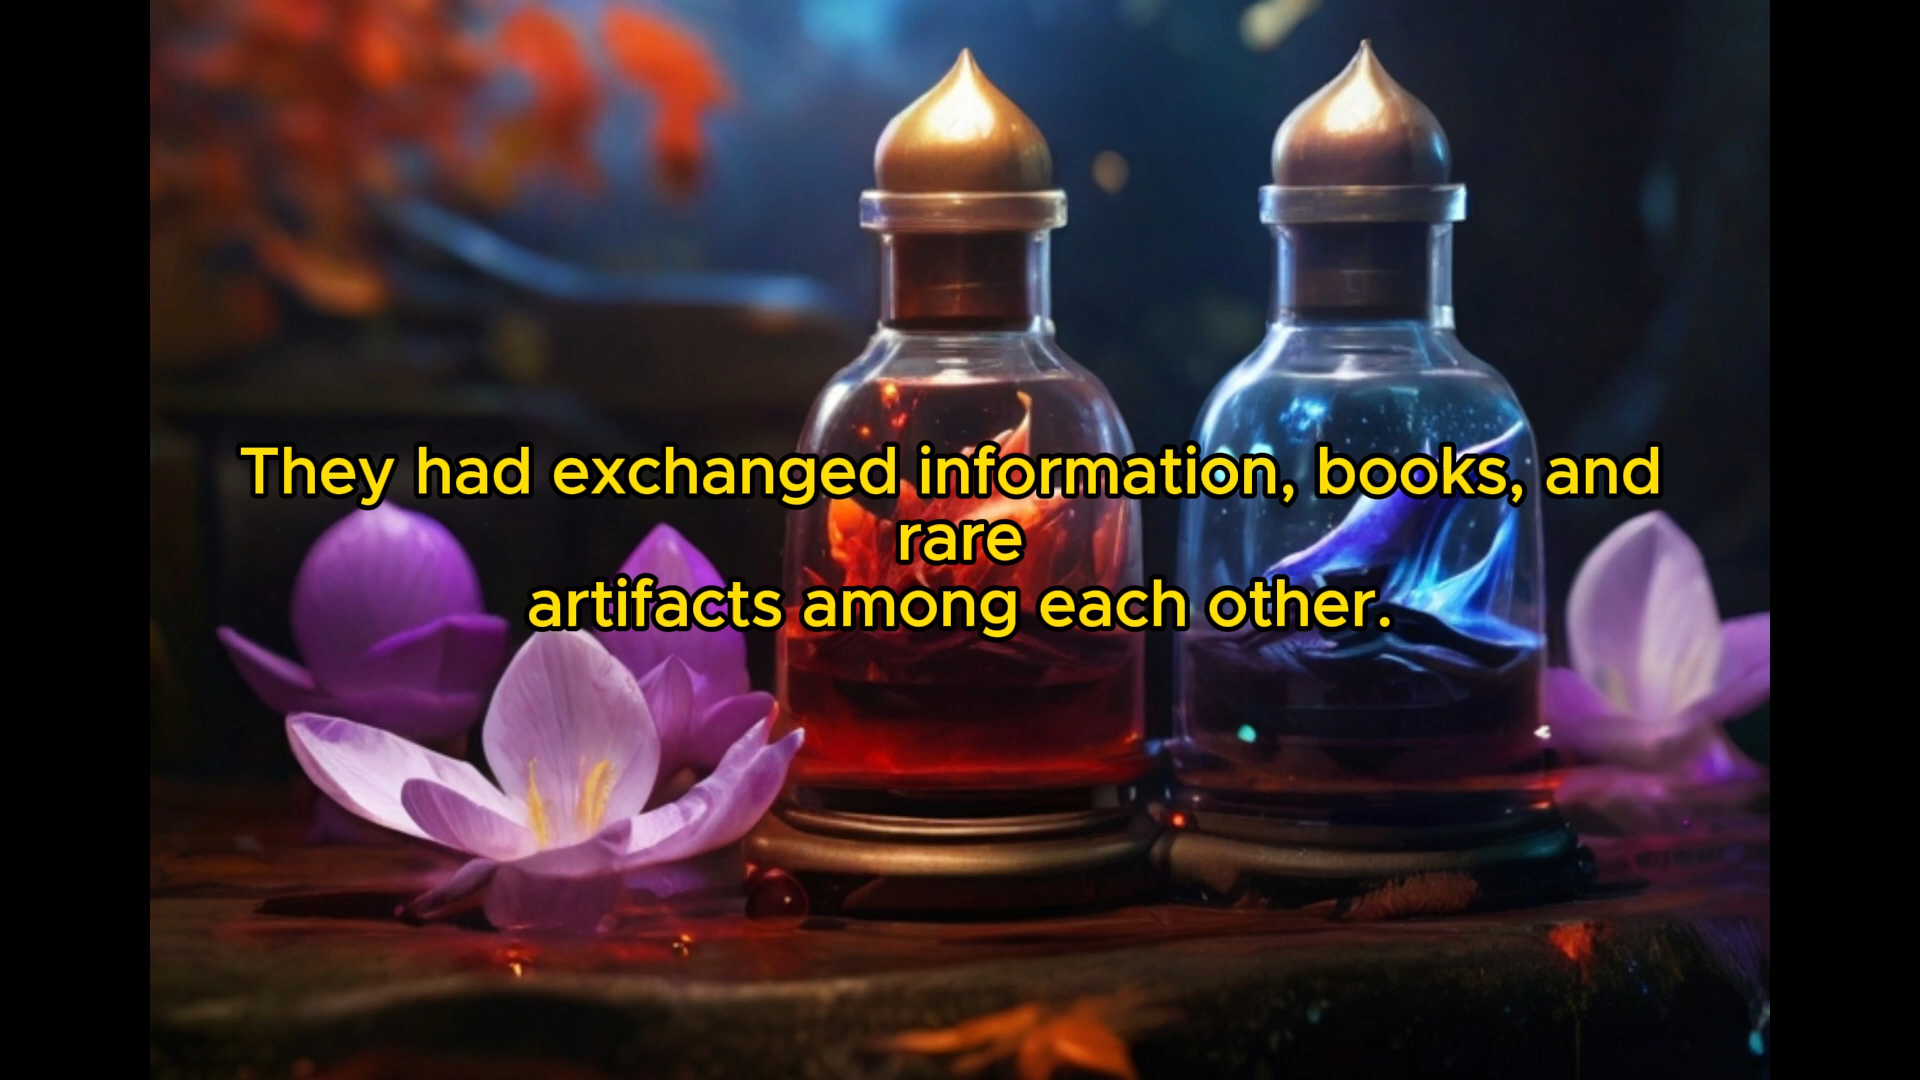 They had exchanged information, books, and
rare
artifacts among each other.